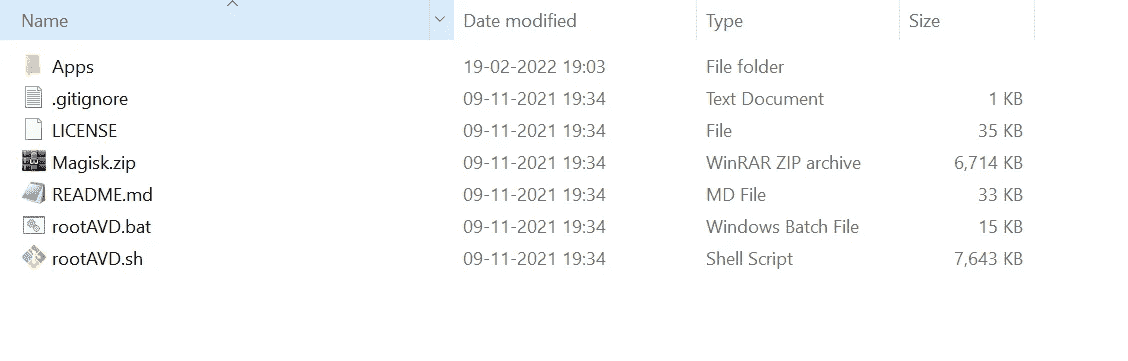 Name Date modified Type Size
Apps 19-02-2022 19:03 File folder
.gitignore 09-11-2021 19:34 Text Document 1 KB
LICENSE 09-11-2021 19:34 File 35 KB
Magisk.zip 09-11-2021 19:34 WinRAR ZIP archive 6,714 KB
README.md 09-11-2021 19:34 MD File 33 KB
rootAVD.bat 09-11-2021 19:34 Windows Batch File 15 KB
rootAVD.sh 09-11-2021 19:34 Shell Script 7,643 KB